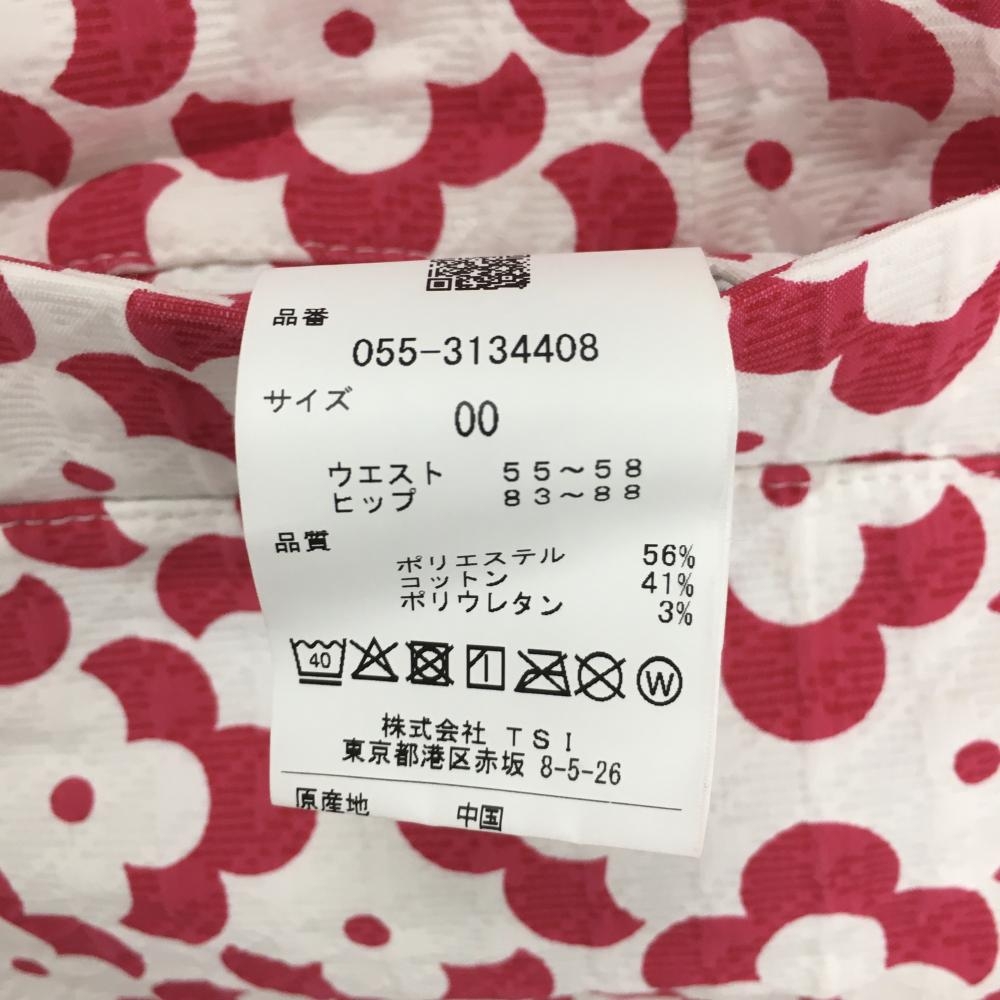 品番
055-3134408
サイズ
00
ウエスト 55～58
ヒップ 83～88
品質
ポリエステル 56%
コットン 41%
ポリウレタン 3%
40
W
株式会社 TSI
東京都港区赤坂 8-5-26
原産地 中国